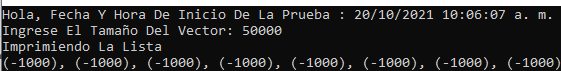 Hola, Fecha Y Hora De Inicio De La Prueba : 20/10/2021 10:06:07 a. m.
Ingrese El Tamaño Del Vector: 50000
Imprimiendo La Lista
(-1000), (-1000), (-1000), (-1000), (-1000), (-1000), (-1000), (-1000)